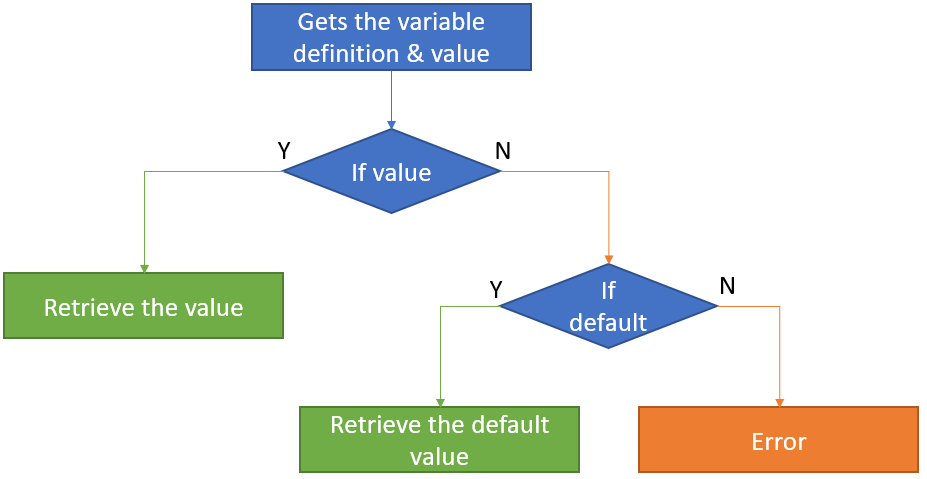 Gets the variable
definition & value
Y
N
If value
Retrieve the value
Y
N
If
default
Retrieve the default
value
Error